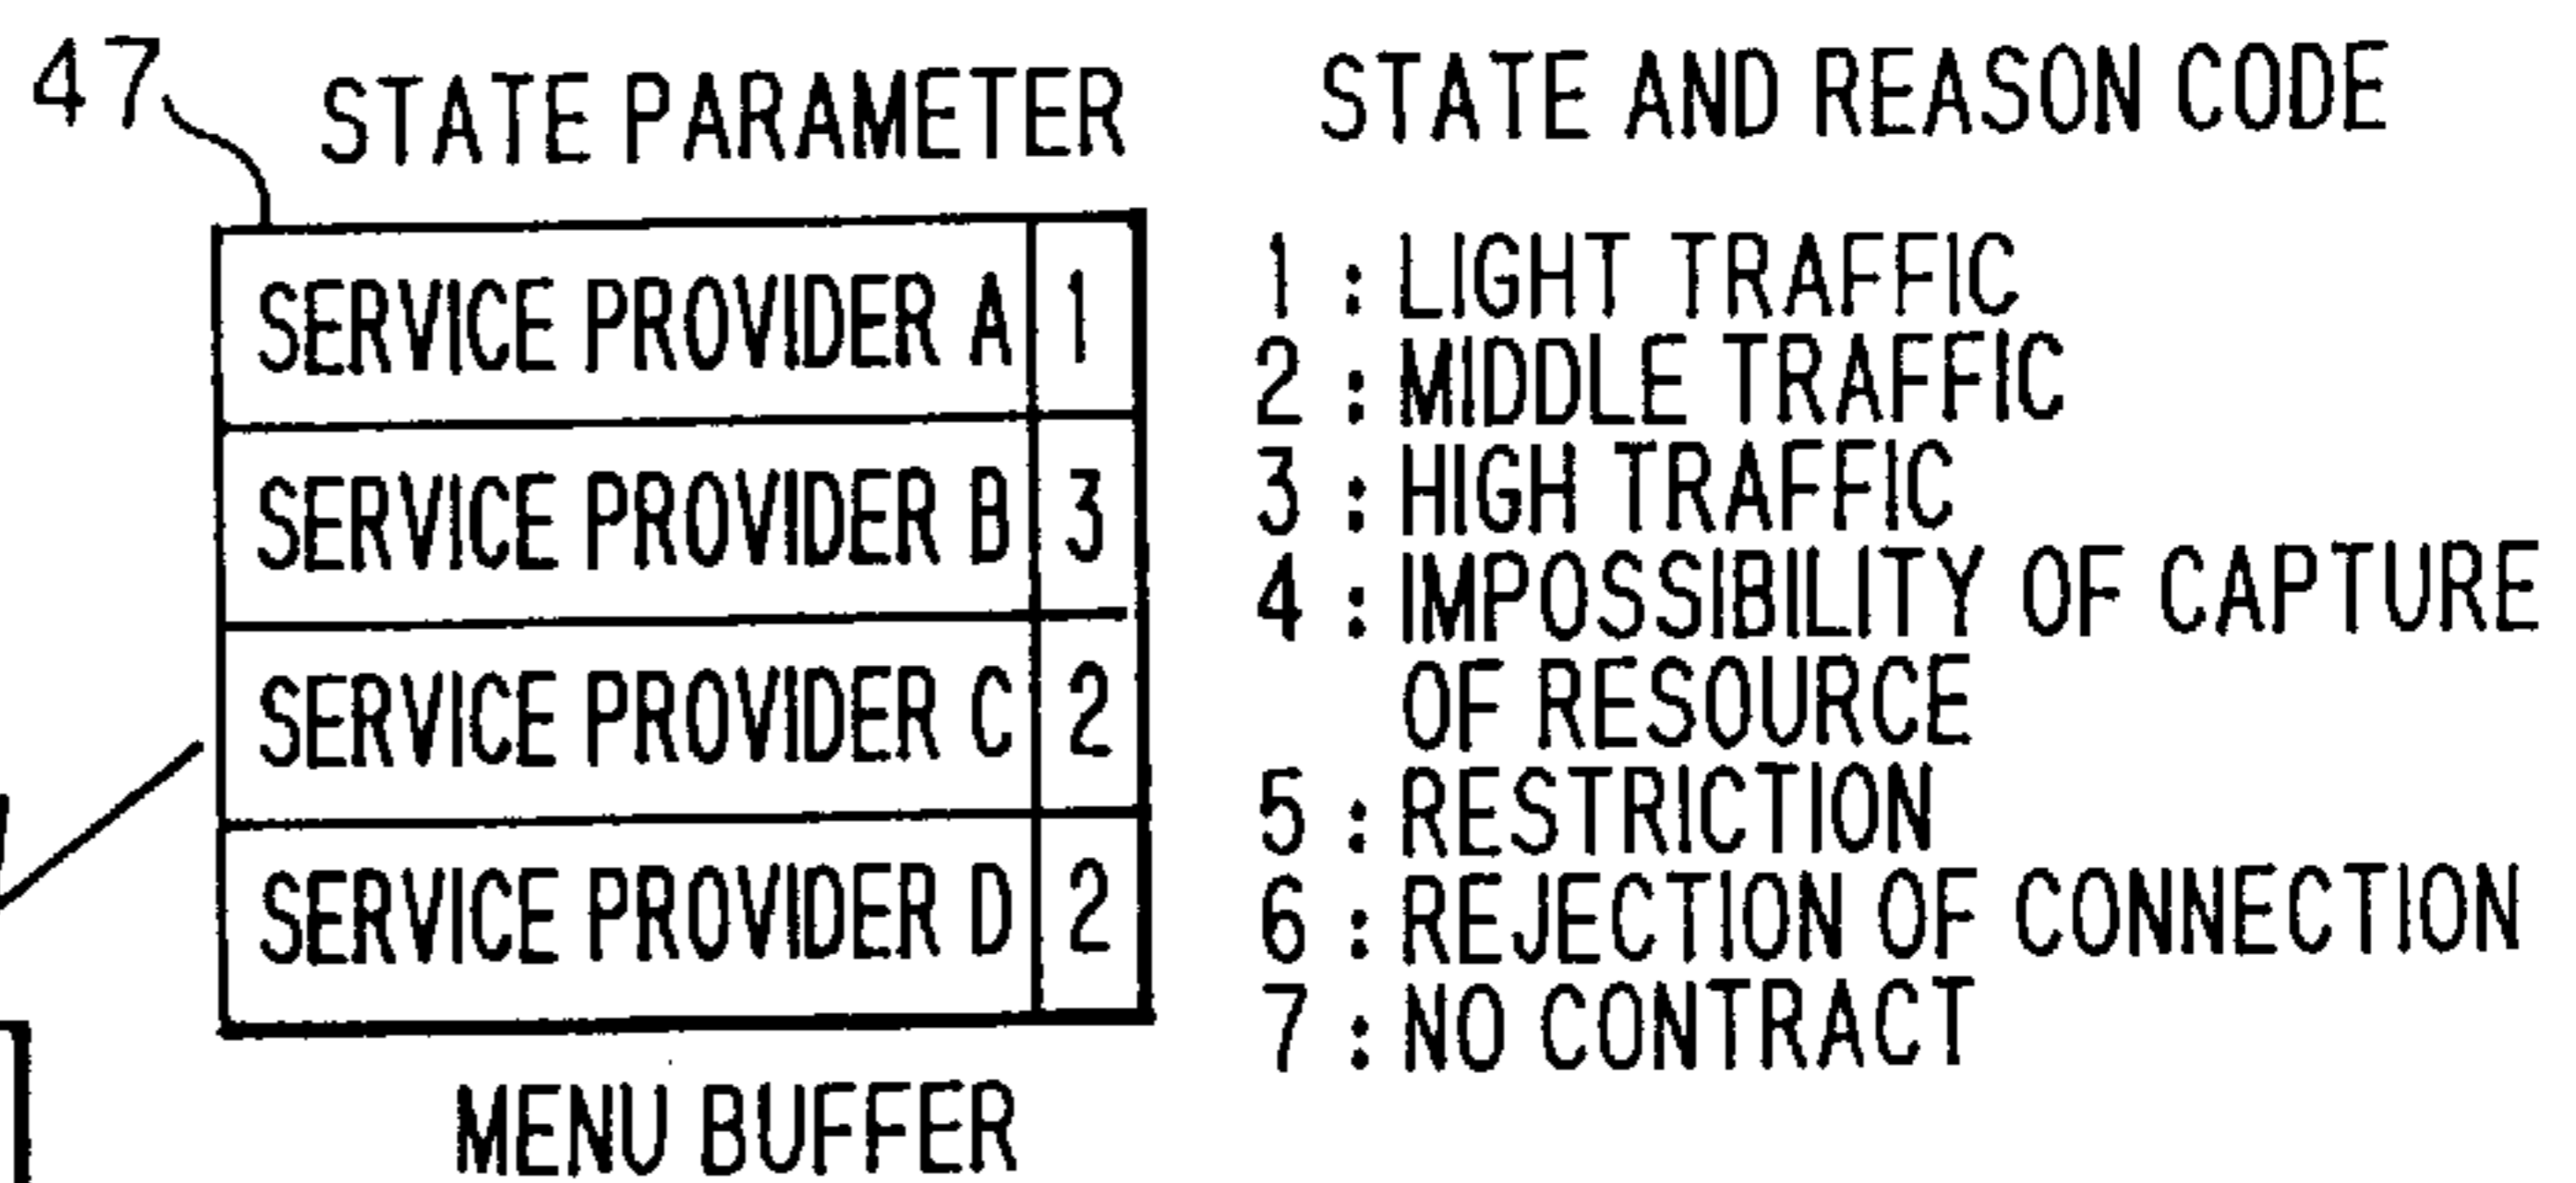 47
STATE PARAMETER
SERVICE PROVIDER A 1
SERVICE PROVIDER B 3
SERVICE PROVIDER C 2
SERVICE PROVIDER D 2
MENU BUFFER
STATE AND REASON CODE
1 : LIGHT TRAFFIC
2 : MIDDLE TRAFFIC
3 : HIGH TRAFFIC
4 : IMPOSSIBILITY OF CAPTURE
OF RESOURCE
5 : RESTRICTION
6 : REJECTION OF CONNECTION
7 : NO CONTRACT